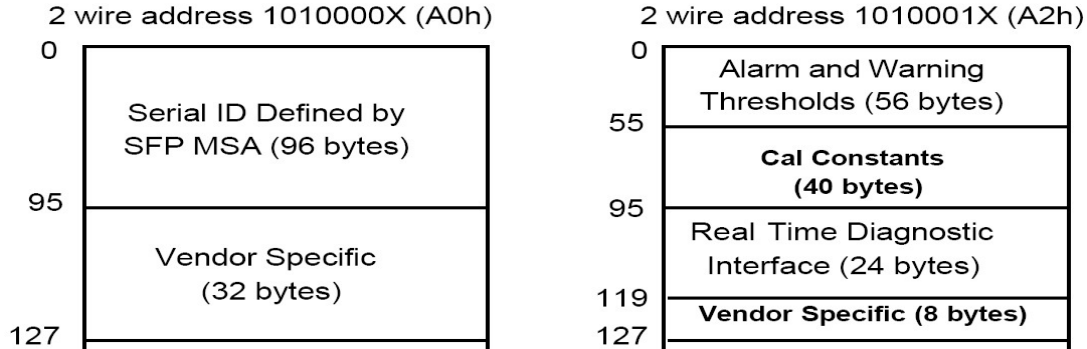 2 wire address 1010000X (A0h)
0
Serial ID Defined by
SFP MSA (96 bytes)
95
Vendor Specific
(32 bytes)
127
2 wire address 1010001X (A2h)
0
Alarm and Warning
Thresholds (56 bytes)
55
Cal Constants
(40 bytes)
95
Real Time Diagnostic
Interface (24 bytes)
119
Vendor Specific (8 bytes)
127